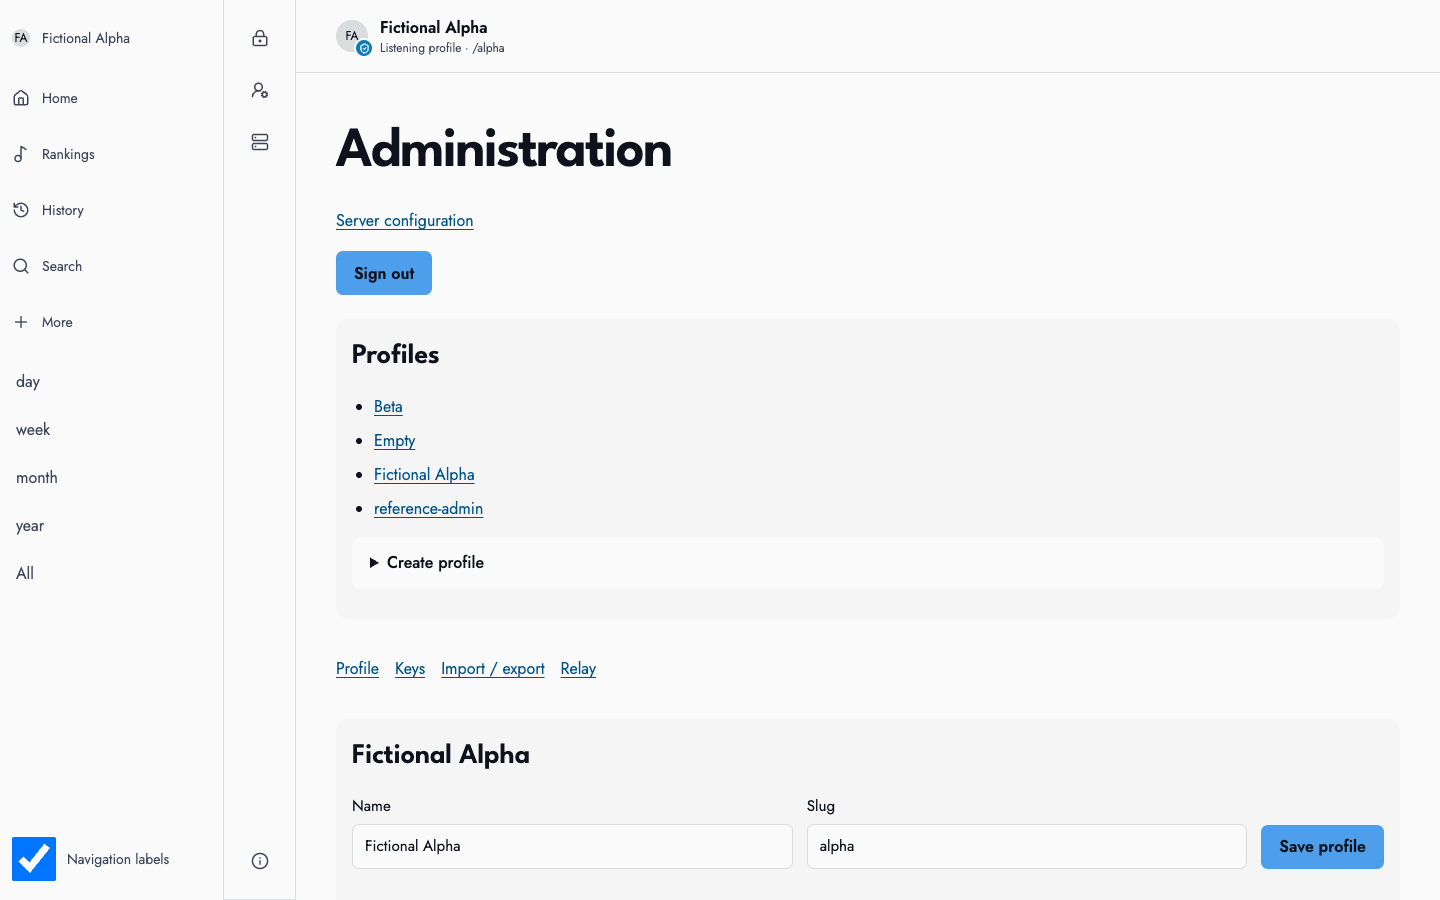 FA Fictional Alpha
Home
Rankings
History
Search
More
day
week
month
year
All
Navigation labels
FA
Fictional Alpha
Listening profile · /alpha
Administration
Server configuration
Sign out
Profiles
Beta
Empty
Fictional Alpha
reference-admin
Create profile
Profile Keys Import / export Relay
Fictional Alpha
Name Slug
Fictional Alpha alpha Save profile